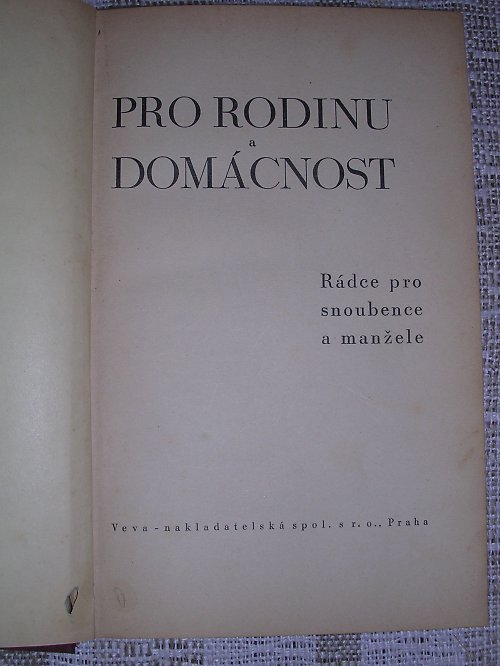 PRO RODINU
a
DOMÁCNOST
Rádce pro
snoubence
a manžele
Veva - nakladatelská spol. s r. o., Praha